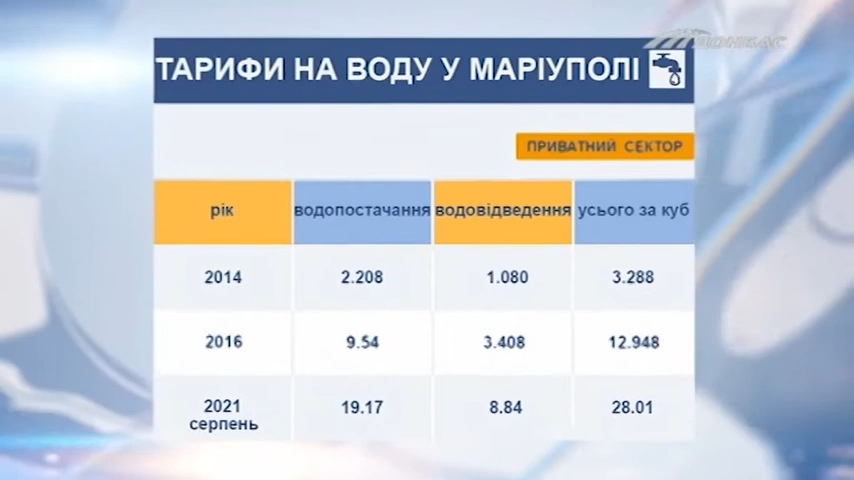 ДОНБАС
ТАРИФИ НА ВОДУ У МАРІУПОЛІ
ПРИВАТНИЙ СЕКТОР
рік водопостачання водовідведення усього за куб
2014 2.208 1.080 3.288
2016 9.54 3.408 12.948
2021 19.17 8.84 28.01
серпень